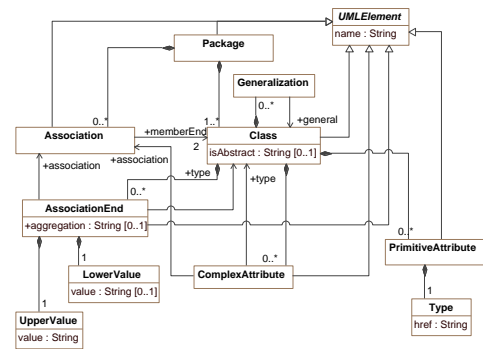 UMLElement
name : String
Package
Generalization
0..*
+general
0..*
1..*
+memberEnd
2
Association
Class
isAbstract : String [0..1]
+association
+association
+type
+type
0..*
AssociationEnd
+aggregation : String [0..1]
0..*
0..*
PrimitiveAttribute
1
LowerValue
value : String [0..1]
ComplexAttribute
1
1
Type
href : String
UpperValue
value : String